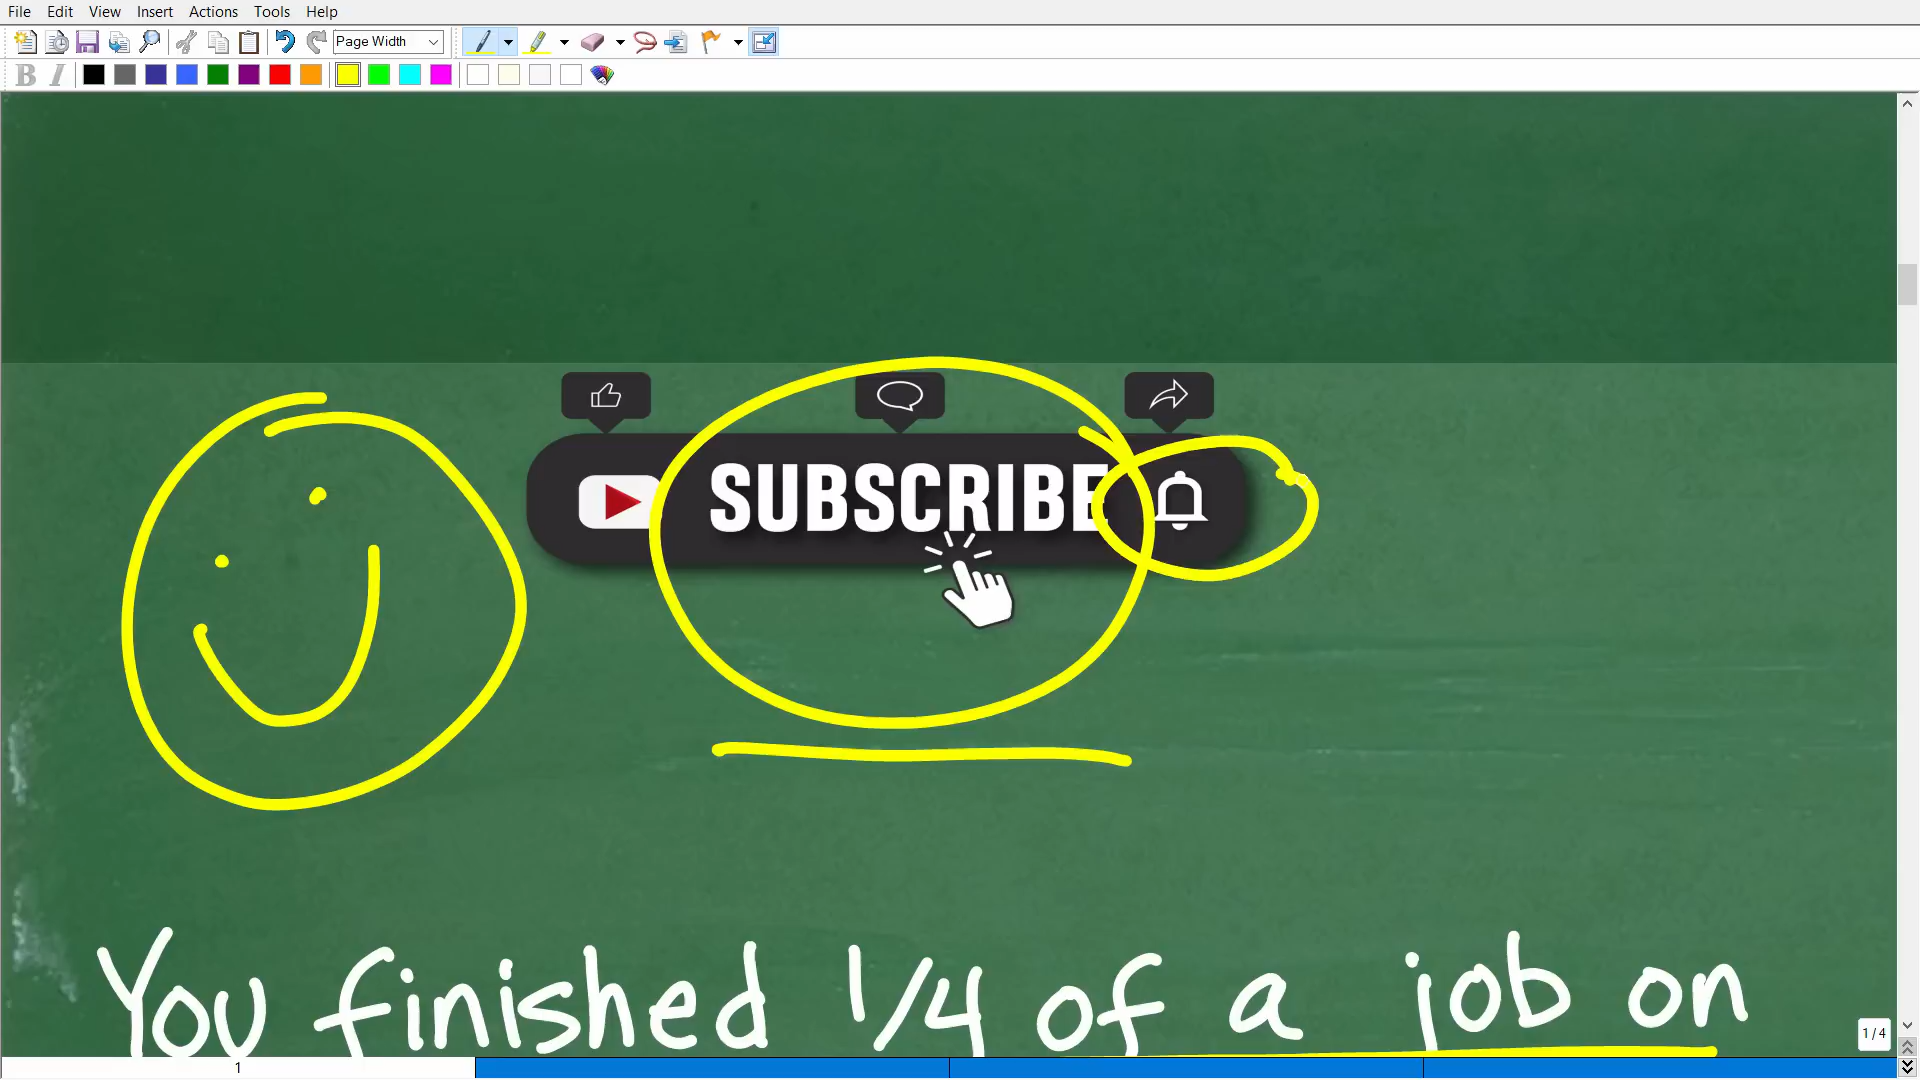 File Edit View Insert Actions Tools Help
Page Width
B I
SUBSCRIBE
You finished 1/4 of a job on
1 / 4
1